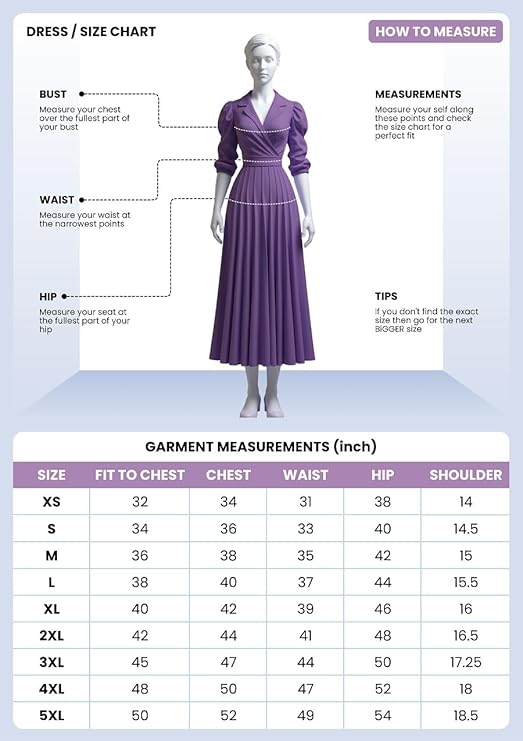 DRESS / SIZE CHART
HOW TO MEASURE
BUST
Measure your chest
over the fullest part of
your bust
MEASUREMENTS
Measure your self along
these points and check
the size chart for a
perfect fit
WAIST
Measure your waist at
the narrowest points
HIP
Measure your seat at
the fullest part of your
hip
TIPS
If you don't find the exact
size then go for the next
BiGGER size
GARMENT MEASUREMENTS (inch)
SIZE FIT TO CHEST CHEST WAIST HIP SHOULDER
XS 32 34 31 38 14
S 34 36 33 40 14.5
M 36 38 35 42 15
L 38 40 37 44 15.5
XL 40 42 39 46 16
2XL 42 44 41 48 16.5
3XL 45 47 44 50 17.25
4XL 48 50 47 52 18
5XL 50 52 49 54 18.5